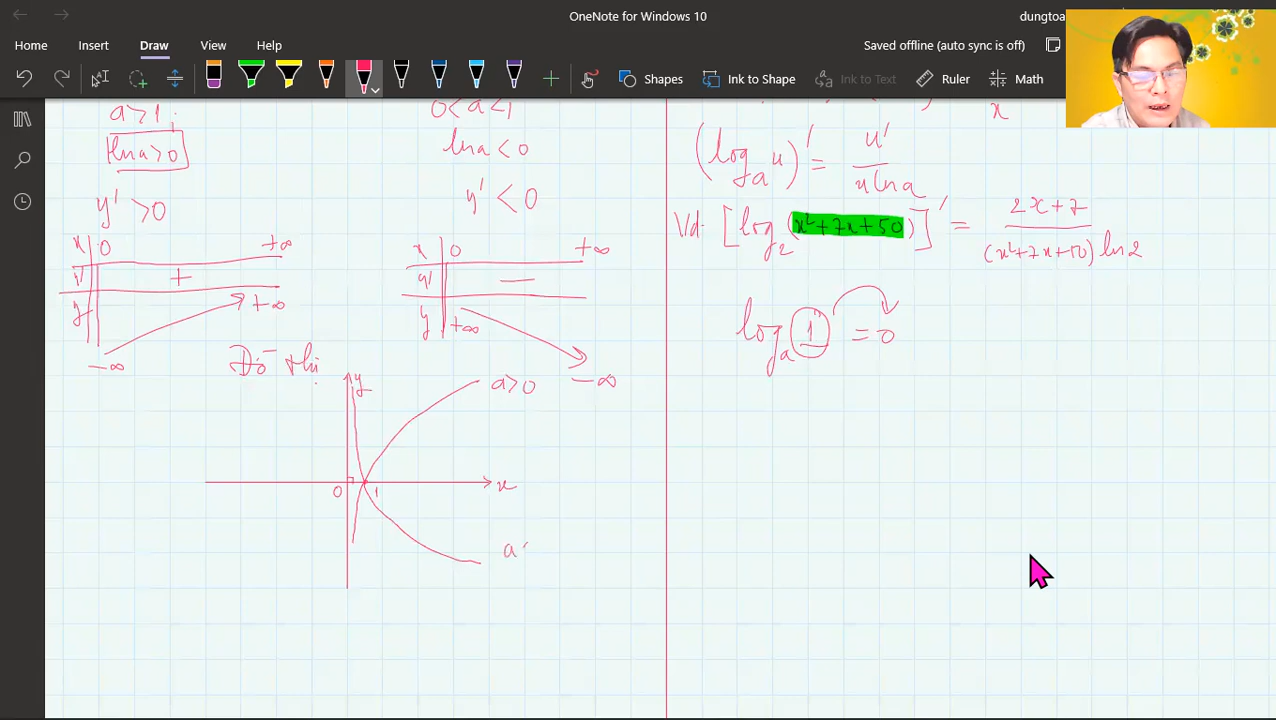 OneNote for Windows 10
dungtoa
Home Insert Draw View Help
Saved offline (auto sync is off)
Shapes Ink to Shape Ink to Text Ruler Math
a>1;
lna>0
y' >0
x 0 +∞
y' +
y +∞
-∞
0<a<1
lna<0
y' <0
x 0 +∞
y' —
y +∞
-∞
Đồ thị
y
a>0
0 1 x
a
x
(log_a u)' = u' / u ln a
Vd: [log_2 (x²+7x+50)]' = 2x+7 / (x²+7x+50) ln2
log_a 1 = 0